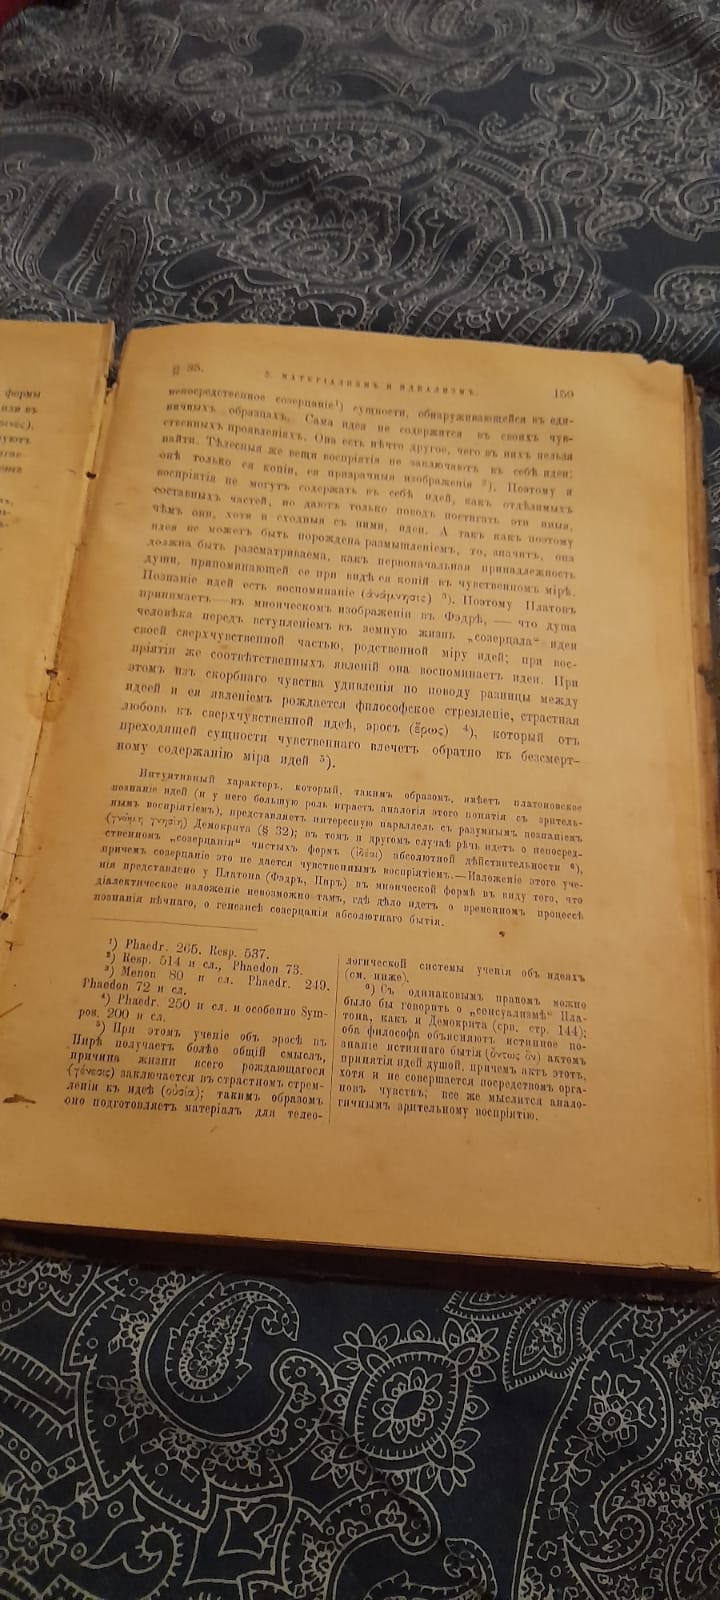 формы
или въ
§ 35.
3. МАТЕРІАЛИЗМЪ И ИДЕАЛИЗМЪ.
159
непосредственное созерцаніе¹) сущности, обнаруживающейся въ еди-
ничныхъ образцахъ. Сама идея не содержится въ своихъ чув-
ственныхъ проявленіяхъ. Она есть нѣчто другое, чего въ нихъ нельзя
найти. Тѣлесныя же вещи воспріятія не заключаютъ въ себѣ идеи;
онѣ только ея копіи, ея призрачныя изображенія ²). Поэтому и
воспріятія не могутъ содержать въ себѣ идей, какъ отдѣлимыхъ
составныхъ частей, но даютъ только поводъ постигать эти иныя,
чѣмъ они, хотя и сходныя съ ними, идеи. А такъ какъ поэтому
идея не можетъ быть порождена размышленіемъ, то, значитъ, она
должна быть разсматриваема, какъ первоначальная принадлежность
души, припоминающей ее при видѣ ея копій въ чувственномъ мірѣ.
Познаніе идей есть воспоминаніе (ἀνάμνησις) ³). Поэтому Платонъ
принимаетъ—въ миѳическомъ изображеніи въ Фэдрѣ, — что душа
человѣка передъ вступленіемъ въ земную жизнь „созерцала“ идеи
своей сверхчувственной частью, родственной міру идей; при вос-
пріятіи же соотвѣтственныхъ явленій она воспоминаетъ идеи. При
этомъ изъ скорбнаго чувства удивленія по поводу разницы между
идеей и ея явленіемъ рождается философское стремленіе, страстная
любовь къ сверхчувственной идеѣ, эросъ (ἔρως) ⁴), который отъ
преходящей сущности чувственнаго влечетъ обратно къ безсмерт-
ному содержанію міра идей ⁵).
Интуитивный характеръ, который, такимъ образомъ, имѣетъ платоновское
познаніе идей (и у него большую роль играетъ аналогія этого понятія съ зритель-
нымъ воспріятіемъ), представляетъ интересную параллель съ разумнымъ познаніемъ
(γνώμη γνησίη) Демокрита (§ 32); въ томъ и другомъ случаѣ рѣчь идетъ о непосред-
ственномъ „созерцаніи“ чистыхъ формъ (ἰδέαι) абсолютной дѣйствительности ⁶),
причемъ созерцаніе это не дается чувственнымъ воспріятіемъ.—Изложеніе этого уче-
нія представлено у Платона (Фэдръ, Пиръ) въ миѳической формѣ въ виду того, что
діалектическое изложеніе невозможно тамъ, гдѣ дѣло идетъ о временномъ процессѣ
познанія вѣчнаго, о генезисѣ созерцанія абсолютнаго бытія.
¹) Phaedr. 265. Resp. 537.
²) Resp. 514 и сл., Phaedon 73.
³) Menon 80 и сл. Phaedr. 249.
Phaedon 72 и сл.
⁴) Phaedr. 250 и сл. и особенно Sym-
pos. 200 и сл.
⁵) При этомъ ученіе объ эросѣ въ
Пирѣ получаетъ болѣе общій смыслъ,
причина жизни всего рождающагося
(γένεσις) заключается въ страстномъ стрем-
леніи къ идеѣ (οὐσία); такимъ образомъ
оно подготовляетъ матеріалъ для телео-
логической системы ученія объ идеяхъ
(см. ниже).
⁶) Съ одинаковымъ правомъ можно
было бы говорить о „сенсуализмѣ“ Пла-
тона, какъ и Демокрита (срв. стр. 144);
оба философа объясняютъ истинное по-
знаніе истиннаго бытія (ὄντως ὄν) актомъ
принятія идей душой, причемъ актъ этотъ,
хотя и не совершается посредствомъ орга-
новъ чувствъ; все же мыслится анало-
гичнымъ зрительному воспріятію.